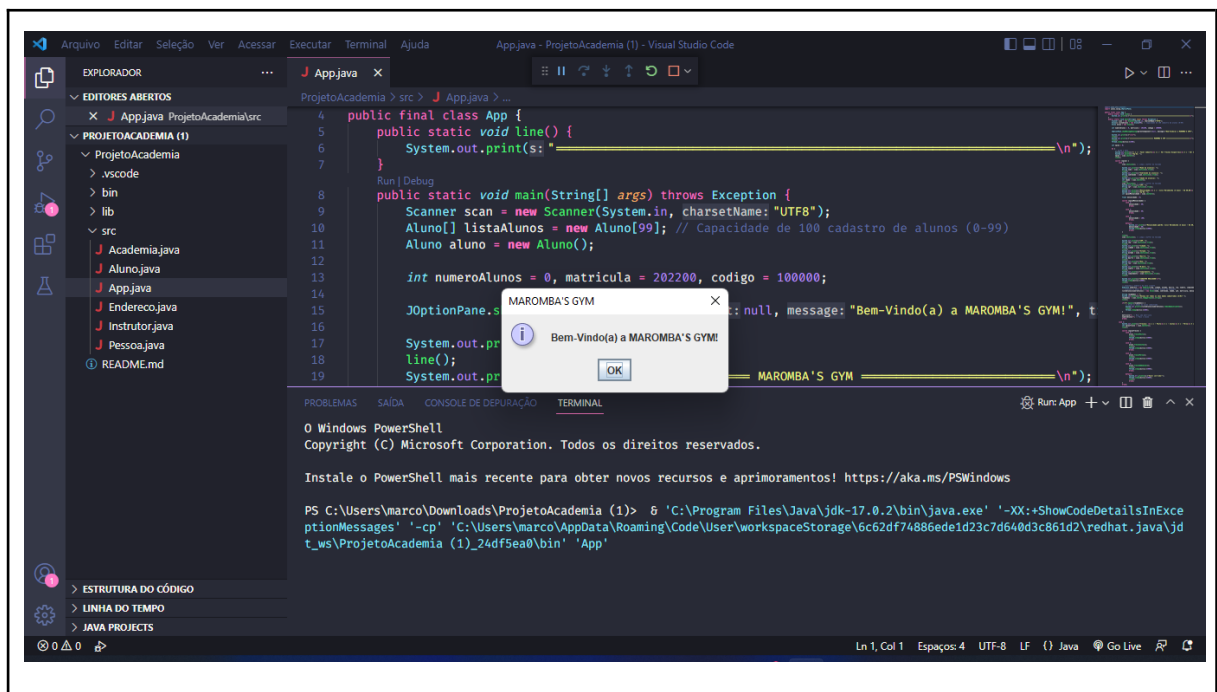 Arquivo Editar Seleção Ver Acessar Executar Terminal Ajuda App.java - ProjetoAcademia (1) - Visual Studio Code
EXPLORADOR
EDITORES ABERTOS
App.java ProjetoAcademia\src
PROJETOACADEMIA (1)
ProjetoAcademia
.vscode
bin
lib
src
J Academia.java
J Aluno.java
J App.java
J Endereco.java
J Instrutor.java
J Pessoa.java
README.md
1
1
ESTRUTURA DO CÓDIGO
LINHA DO TEMPO
JAVA PROJECTS
J App.java
ProjetoAcademia > src > J App.java > ...
4 public final class App {
5 public static void line() {
6 System.out.print(s: "═══════════════════════════════════════\n");
7 }
Run | Debug
8 public static void main(String[] args) throws Exception {
9 Scanner scan = new Scanner(System.in, charsetName: "UTF8");
10 Aluno[] listaAlunos = new Aluno[99]; // Capacidade de 100 cadastro de alunos (0-99)
11 Aluno aluno = new Aluno();
12
13 int numeroAlunos = 0, matricula = 202200, codigo = 100000;
14
15 JOptionPane.s t: null, message: "Bem-Vindo(a) a MAROMBA'S GYM!", t
16
17 System.out.pr
18 line();
19 System.out.pr ═══ MAROMBA'S GYM ═══════════════\n");
MAROMBA'S GYM
Bem-Vindo(a) a MAROMBA'S GYM!
OK
PROBLEMAS SAÍDA CONSOLE DE DEPURAÇÃO TERMINAL Run: App
O Windows PowerShell
Copyright (C) Microsoft Corporation. Todos os direitos reservados.
Instale o PowerShell mais recente para obter novos recursos e aprimoramentos! https://aka.ms/PSWindows
PS C:\Users\marco\Downloads\ProjetoAcademia (1)> & 'C:\Program Files\Java\jdk-17.0.2\bin\java.exe' '-XX:+ShowCodeDetailsInExce
ptionMessages' '-cp' 'C:\Users\marco\AppData\Roaming\Code\User\workspaceStorage\6c62df74886ede1d23c7d640d3c861d2\redhat.java\jd
t_ws\ProjetoAcademia (1)_24df5ea0\bin' 'App'
0 0 Ln 1, Col 1 Espaços: 4 UTF-8 LF {} Java Go Live